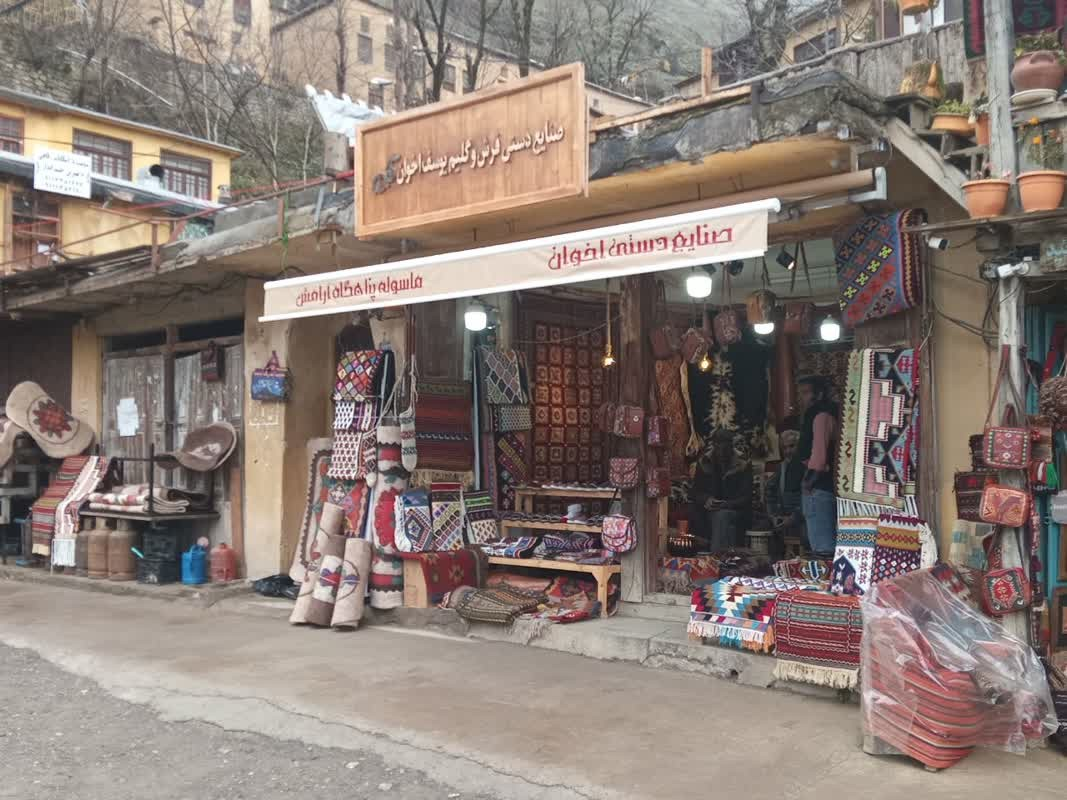 صنایع دستی فرش و گلیم یوسف اخوان
صنایع دستی اخوان
ماسوله پناهگاه آرامش